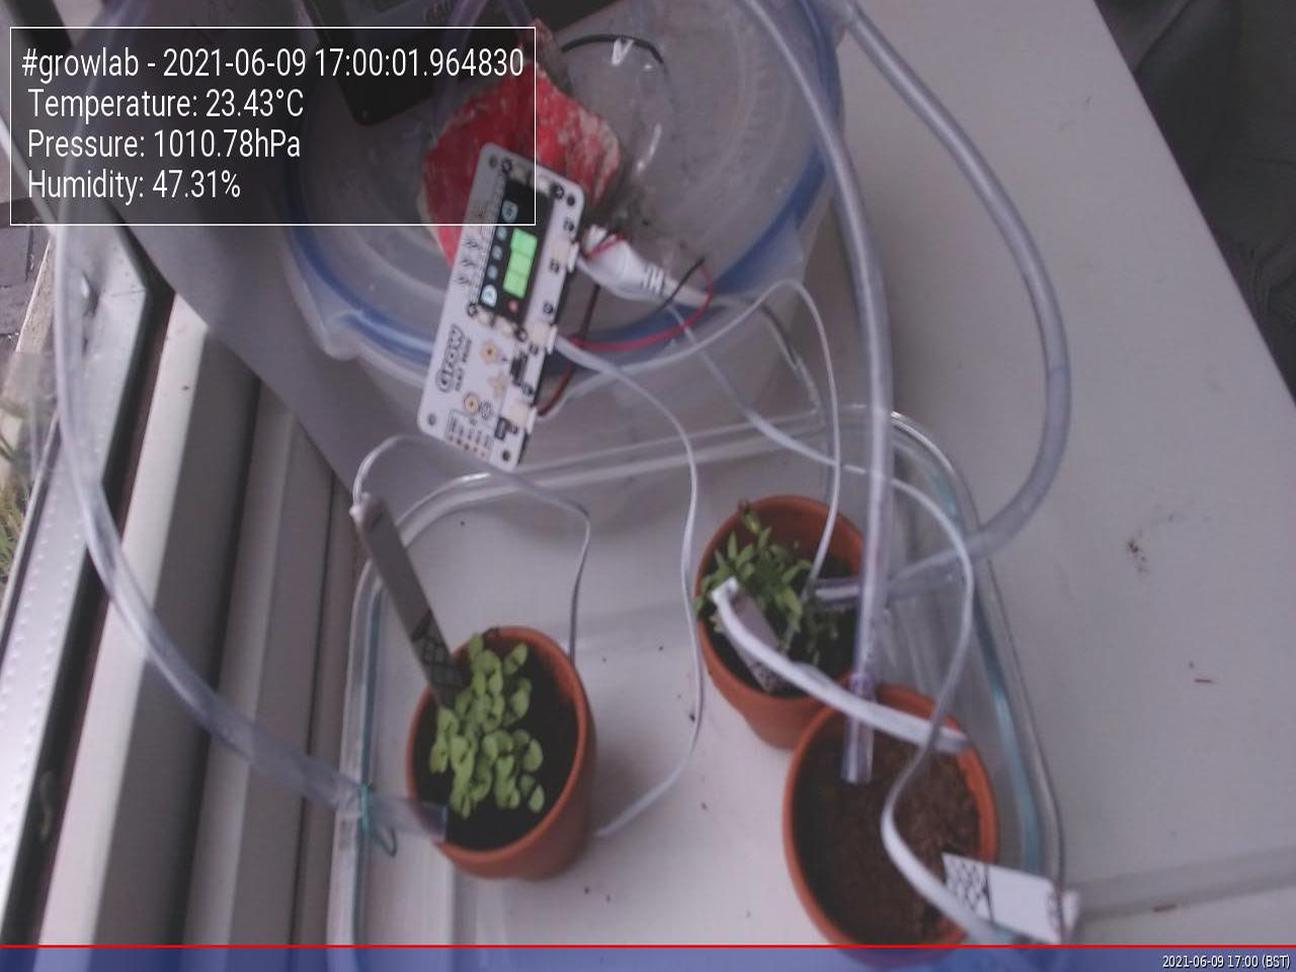 #growlab - 2021-06-09 17:00:01.964830
Temperature: 23.43°C
Pressure: 1010.78hPa
Humidity: 47.31%
Grow
2021-06-09 17:00 (BST)